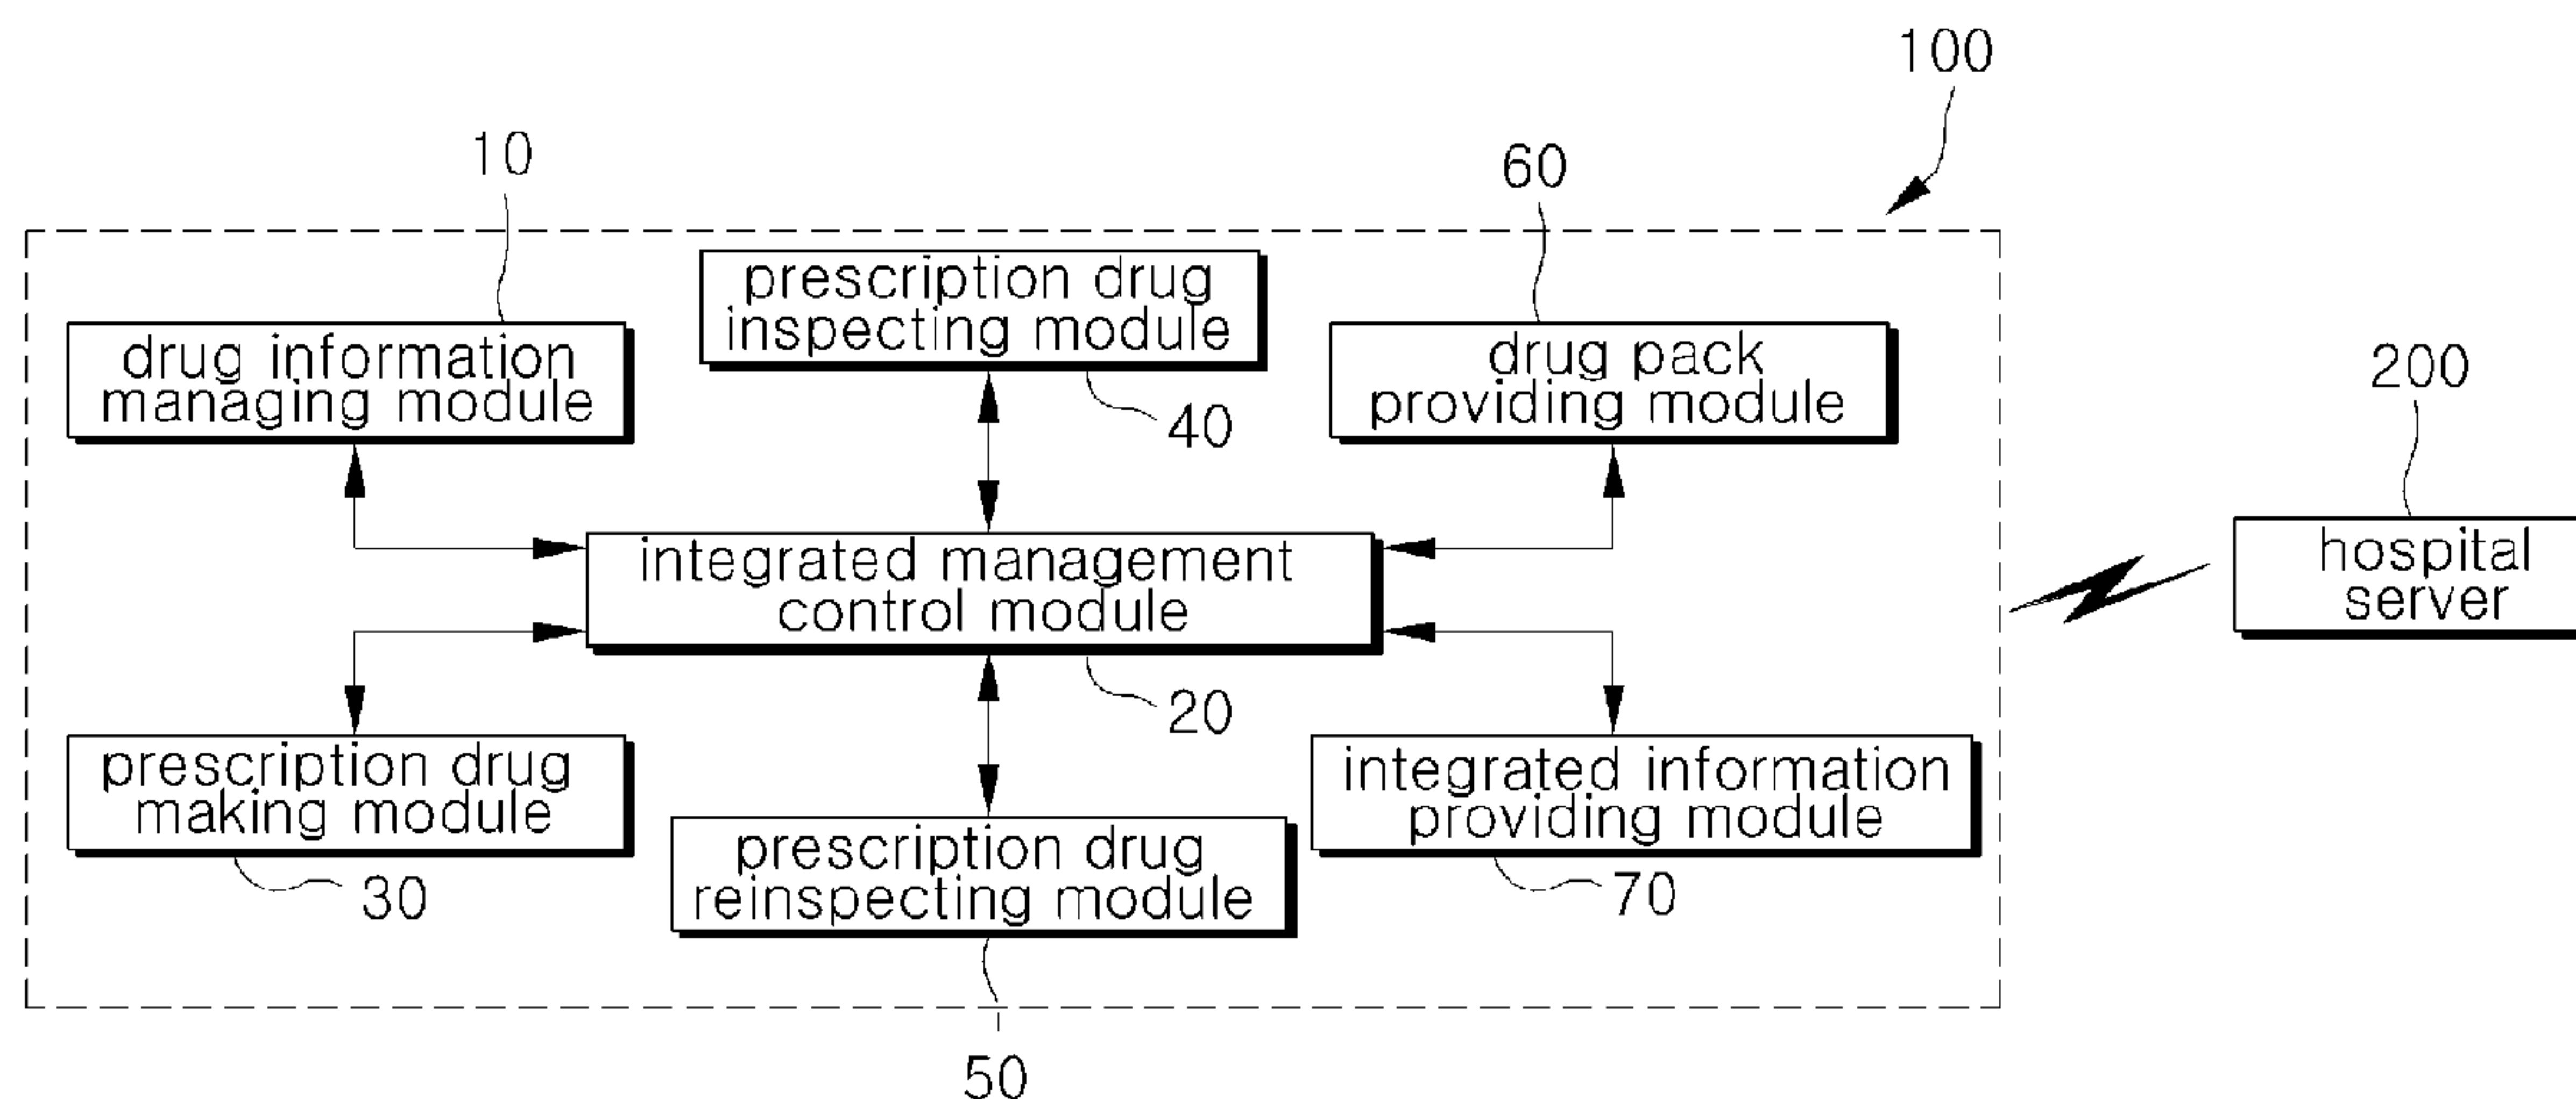 100
10
60
prescription drug
inspecting module
drug information
managing module
drug pack
providing module
200
40
hospital
server
integrated management
control module
20
prescription drug
making module
integrated information
providing module
30
prescription drug
reinspecting module
70
50